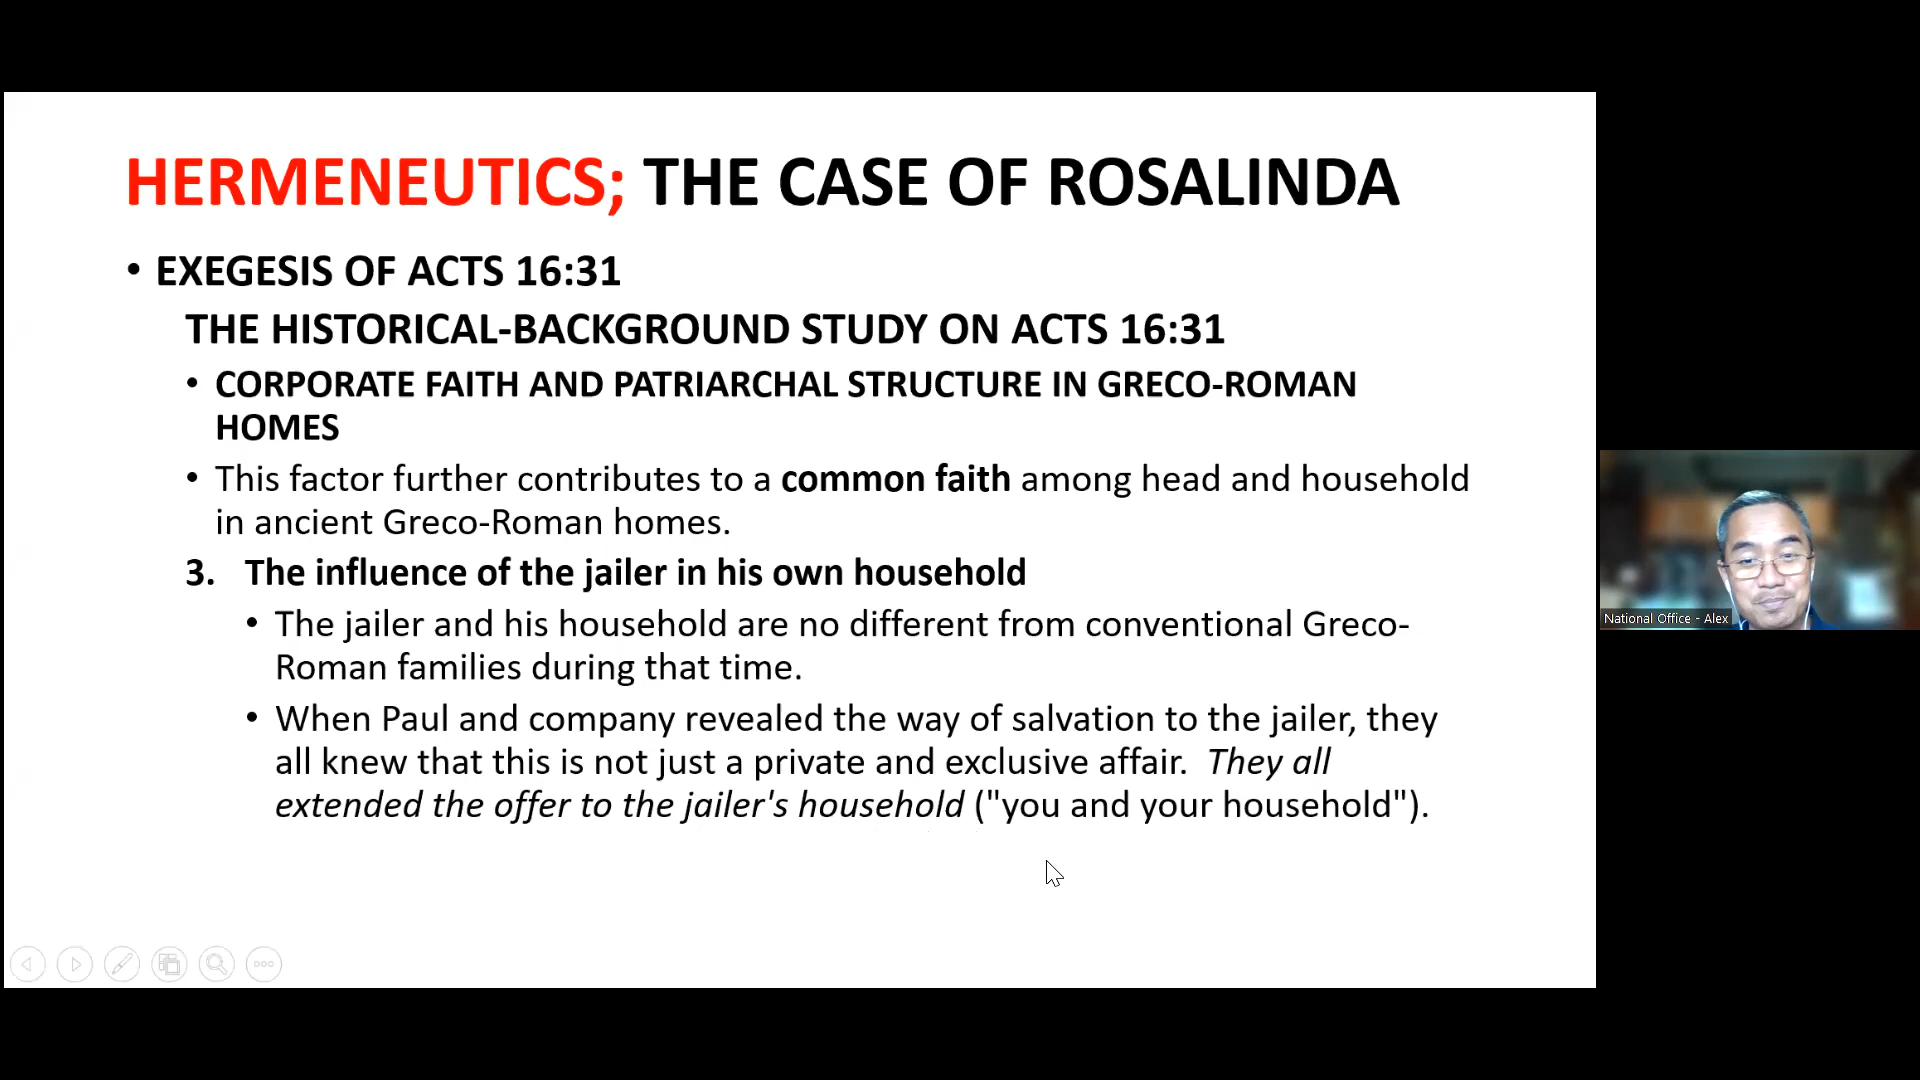 HERMENEUTICS; THE CASE OF ROSALINDA
• EXEGESIS OF ACTS 16:31
THE HISTORICAL-BACKGROUND STUDY ON ACTS 16:31
• CORPORATE FAITH AND PATRIARCHAL STRUCTURE IN GRECO-ROMAN
HOMES
• This factor further contributes to a common faith among head and household
in ancient Greco-Roman homes.
3. The influence of the jailer in his own household
• The jailer and his household are no different from conventional Greco-
Roman families during that time.
• When Paul and company revealed the way of salvation to the jailer, they
all knew that this is not just a private and exclusive affair. They all
extended the offer to the jailer's household ("you and your household").
National Office - Alex